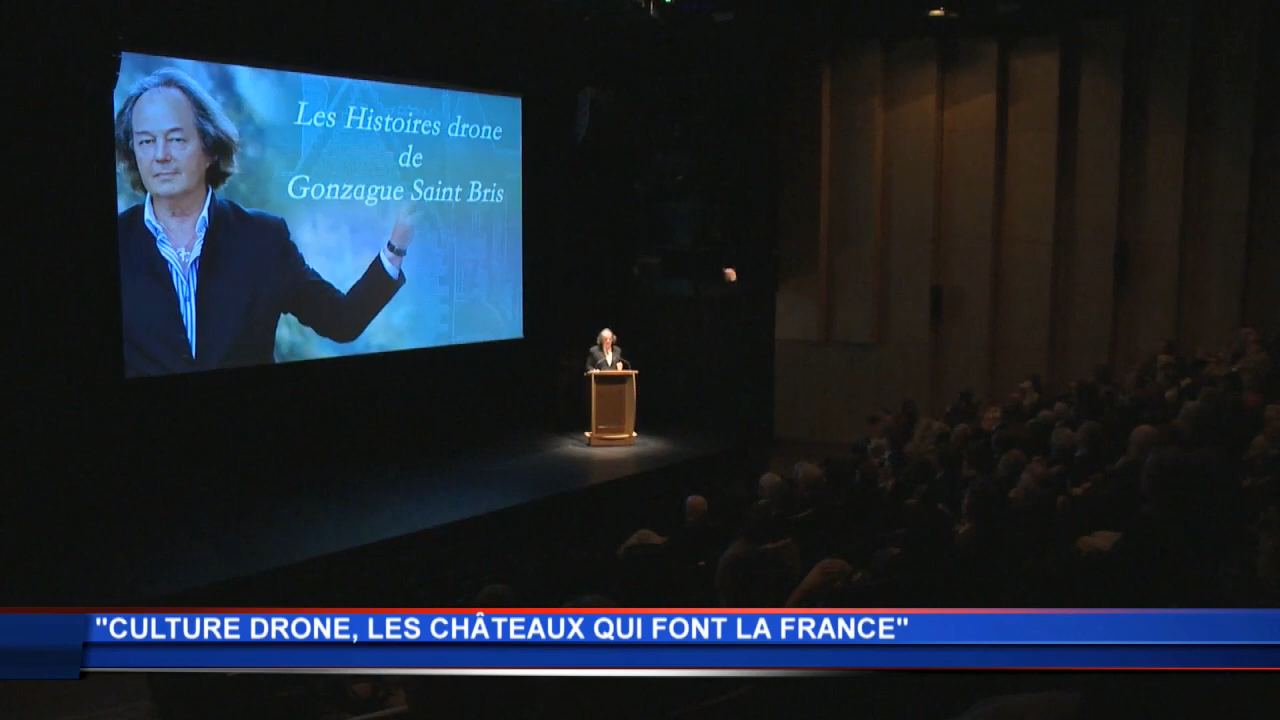 Les Histoires drone
de
Gonzague Saint Bris
"CULTURE DRONE, LES CHÂTEAUX QUI FONT LA FRANCE"